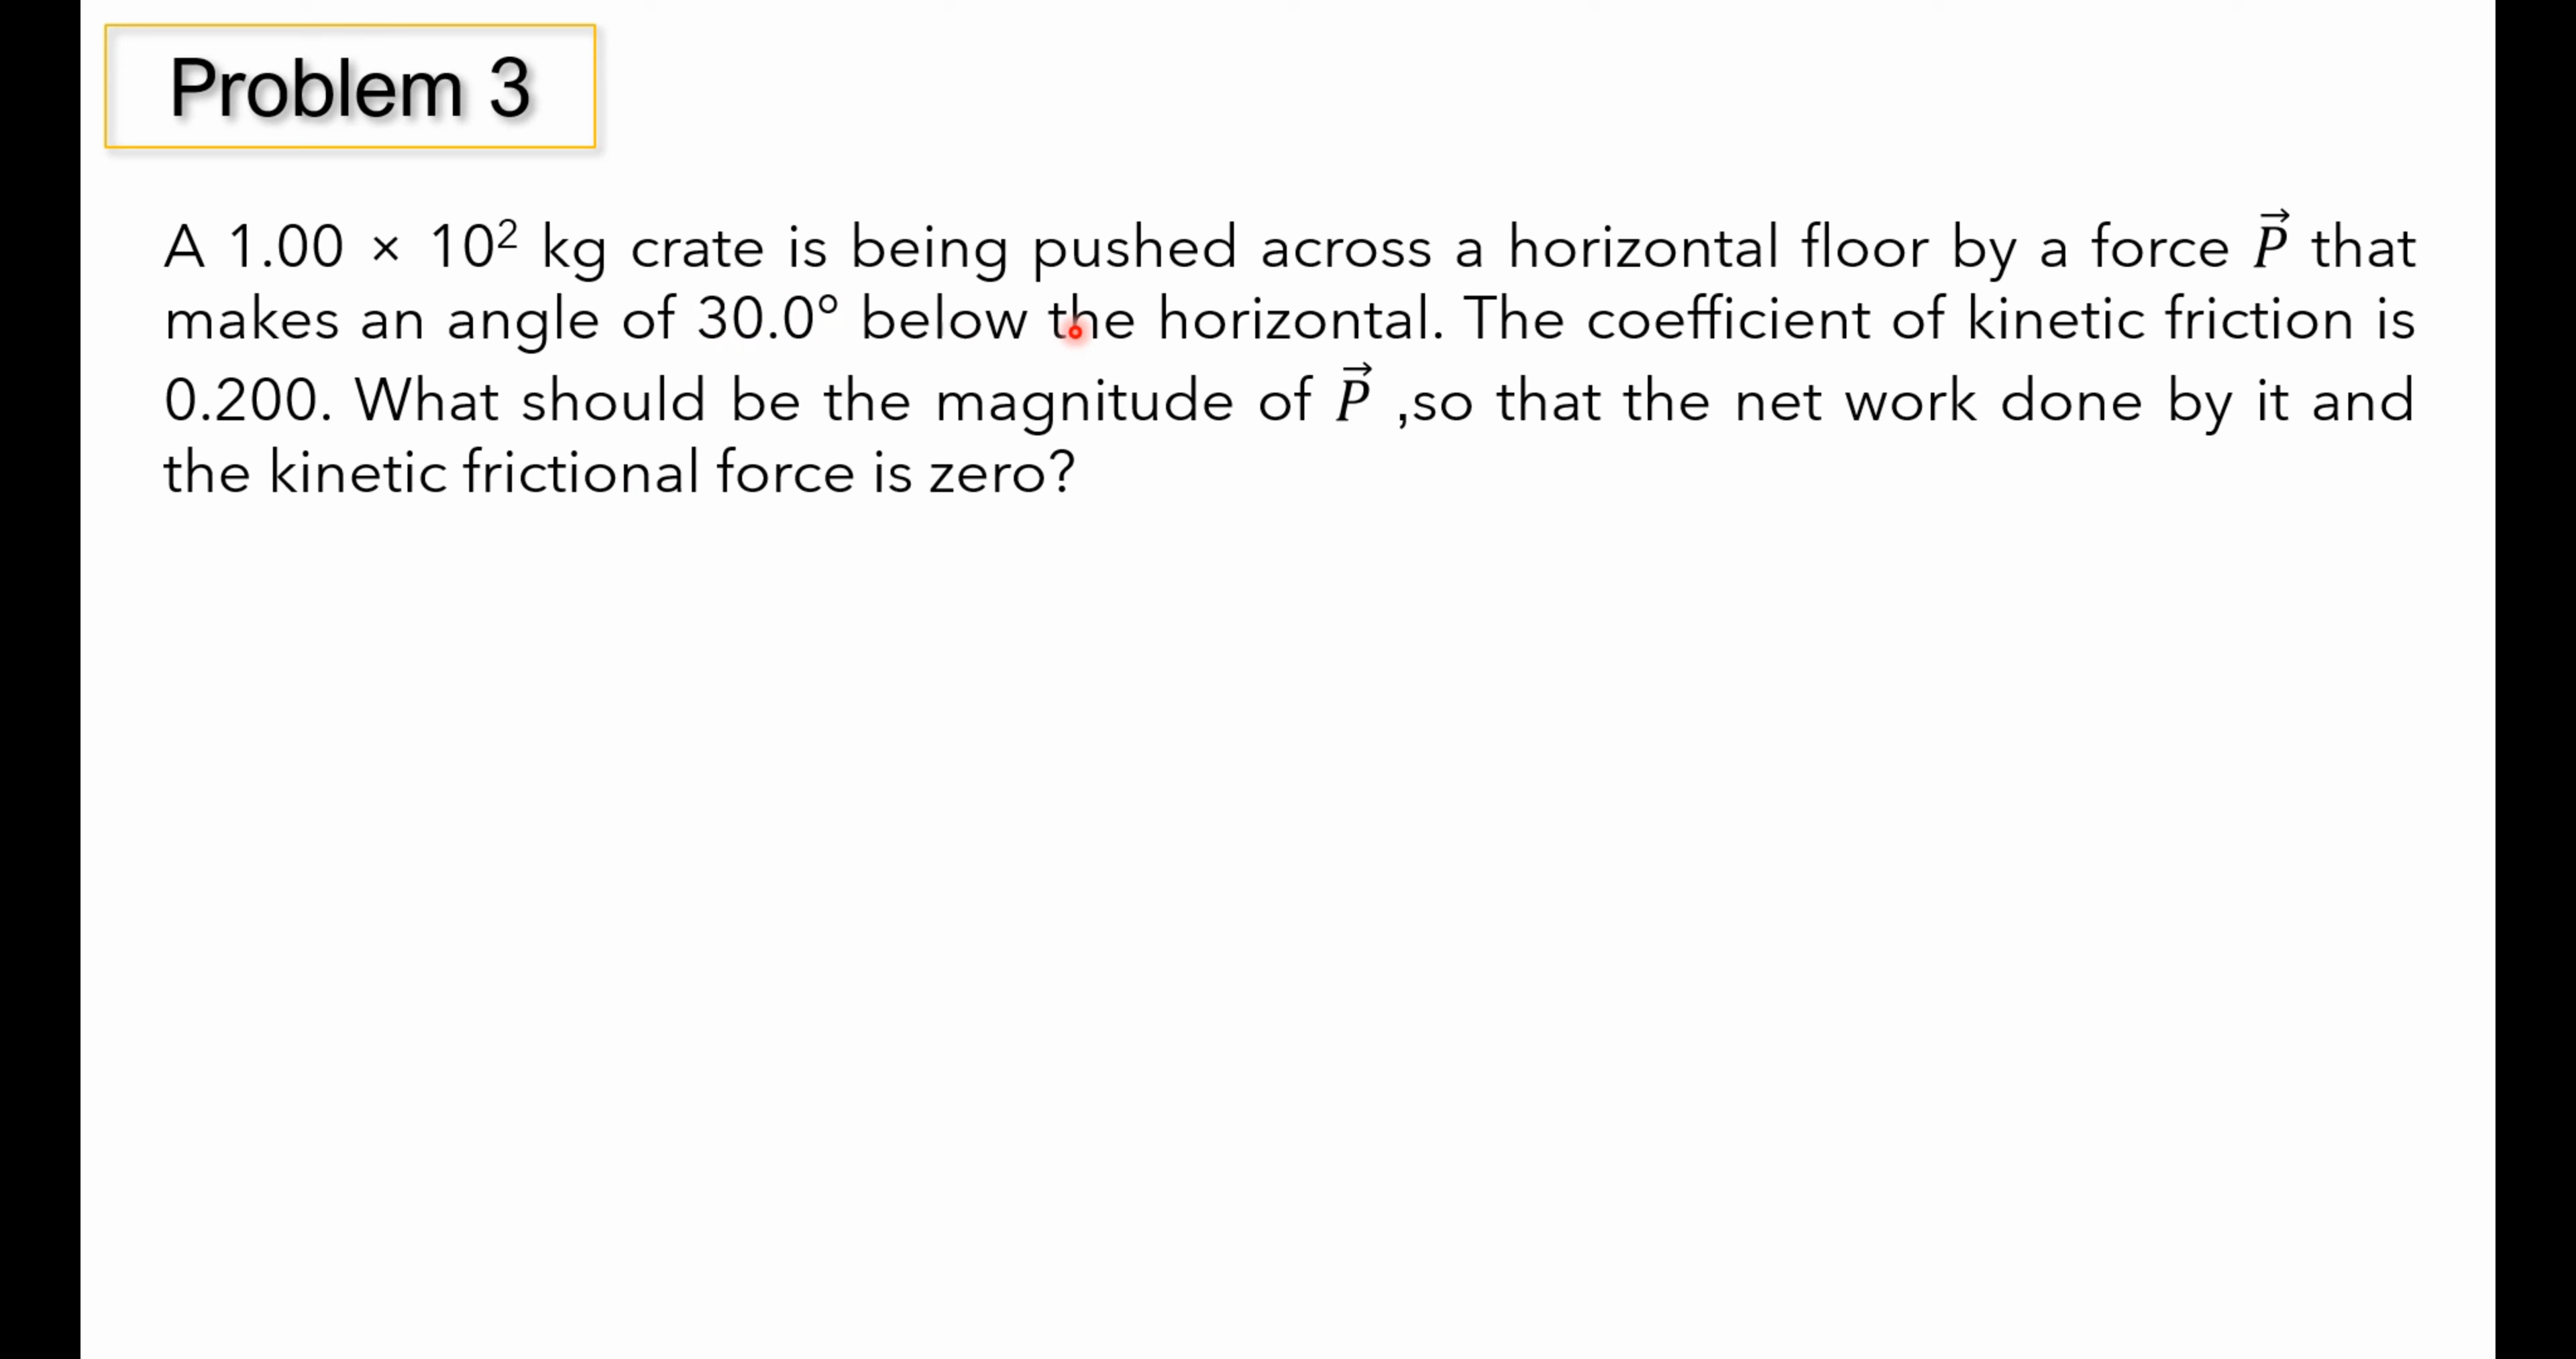 Problem 3
A 1.00 × 10² kg crate is being pushed across a horizontal floor by a force P⃗ that
makes an angle of 30.0° below the horizontal. The coefficient of kinetic friction is
0.200. What should be the magnitude of P⃗ ,so that the net work done by it and
the kinetic frictional force is zero?